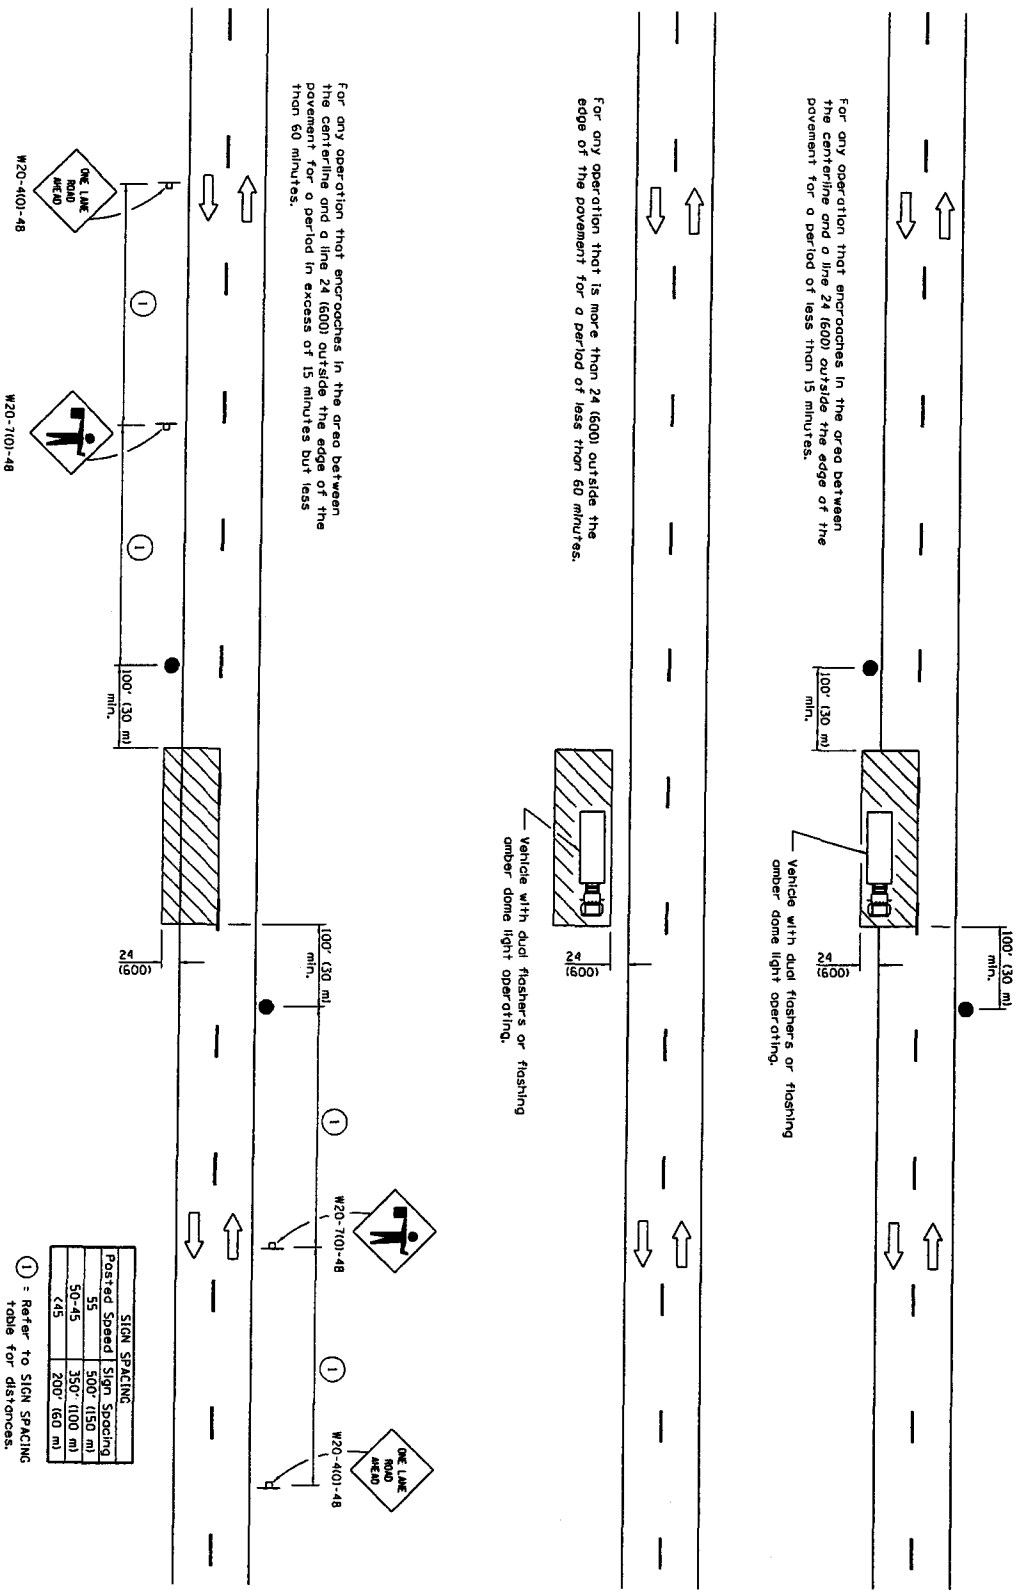 For any operation that encroaches in the area between
the centerline and a line 24 (600) outside the edge of the
pavement for a period of less than 15 minutes.
100' (30 m)
min.
Vehicle with dual flashers or flashing
amber dome light operating.
24
(600)
100' (30 m)
min.
For any operation that is more than 24 (600) outside the
edge of the pavement for a period of less than 60 minutes.
Vehicle with dual flashers or flashing
amber dome light operating.
24
(600)
For any operation that encroaches in the area between
the centerline and a line 24 (600) outside the edge of the
pavement for a period in excess of 15 minutes but less
than 60 minutes.
ONE LANE
ROAD
AHEAD
W20-4(O)-48
1
W20-7(O)-48
1
100' (30 m)
min.
24
(600)
100' (30 m)
min.
1
W20-7(O)-48
1
ONE LANE
ROAD
AHEAD
W20-4(O)-48
SIGN SPACING
Posted Speed Sign Spacing
55 500' (150 m)
50-45 350' (100 m)
<45 200' (60 m)
1 = Refer to SIGN SPACING
table for distances.